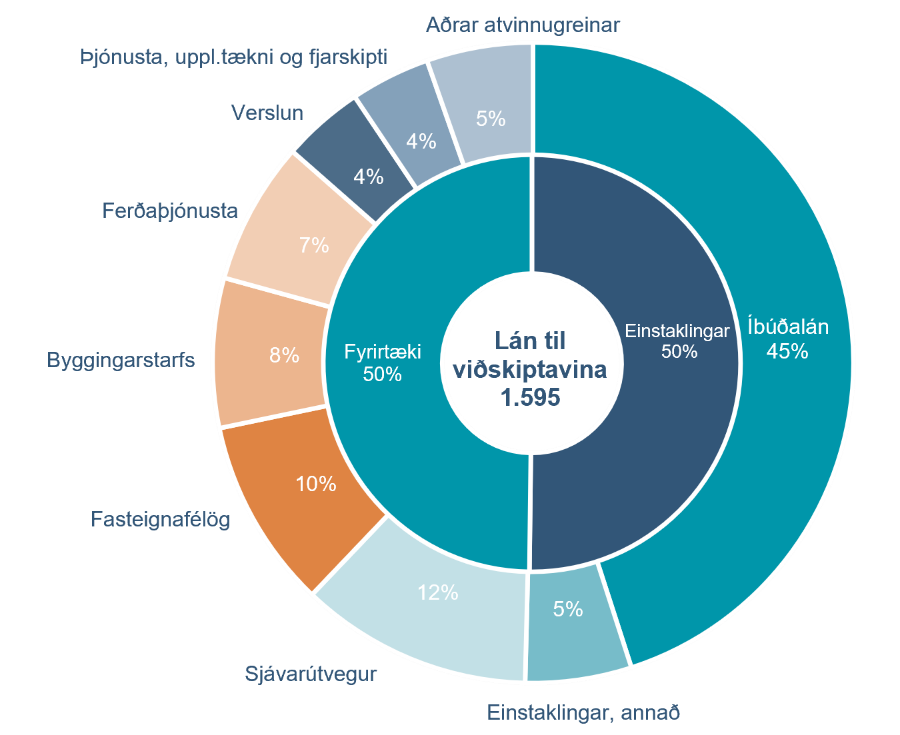 Aðrar atvinnugreinar
5%
Þjónusta, uppl.tækni og fjarskipti
4%
Verslun
4%
Ferðaþjónusta
7%
Byggingarstarfs
8%
Fasteignafélög
10%
Sjávarútvegur
12%
Einstaklingar, annað
5%
Íbúðalán
45%
Einstaklingar
50%
Fyrirtæki
50%
Lán til
viðskiptavina
1.595